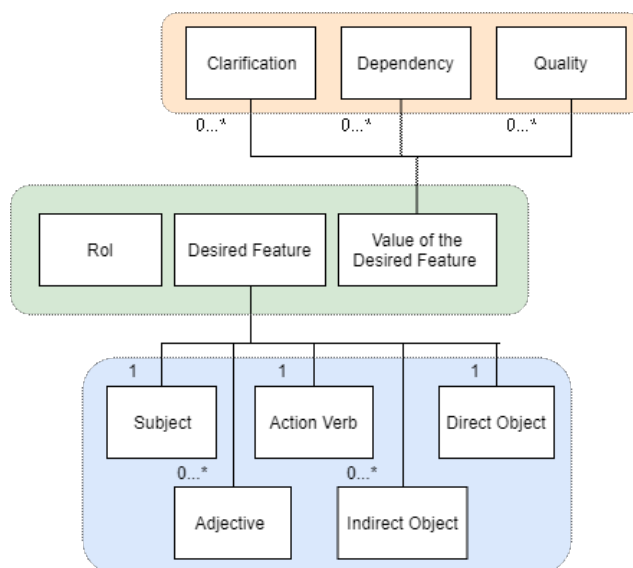 Clarification
Dependency
Quality
0...*
0...*
0...*
RoI
Desired Feature
Value of the
Desired Feature
1
1
1
Subject
Action Verb
Direct Object
0...*
0...*
Adjective
Indirect Object